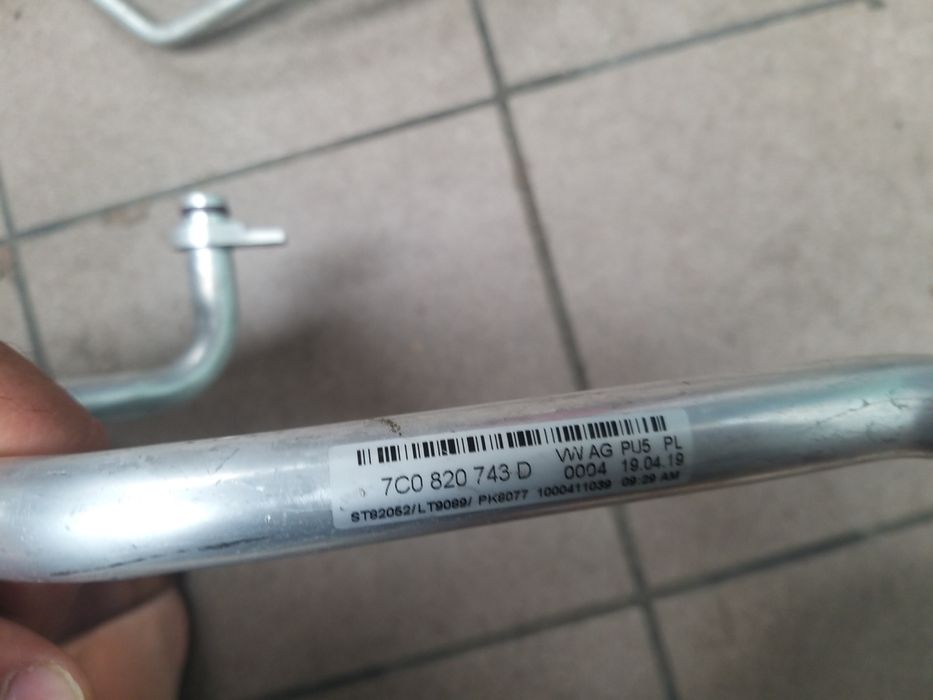 7C0 820 743 D
VW AG PU5 PL
0004 19.04.19
ST82052/LT9089/ PK8077 1000411039 09:29 AM